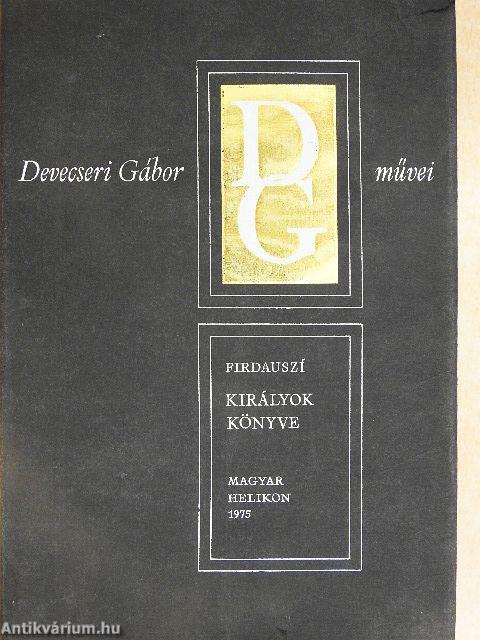 Devecseri Gábor
DG
művei
FIRDAUSZÍ
KIRÁLYOK
KÖNYVE
MAGYAR
HELIKON
1975
Antikvárium.hu